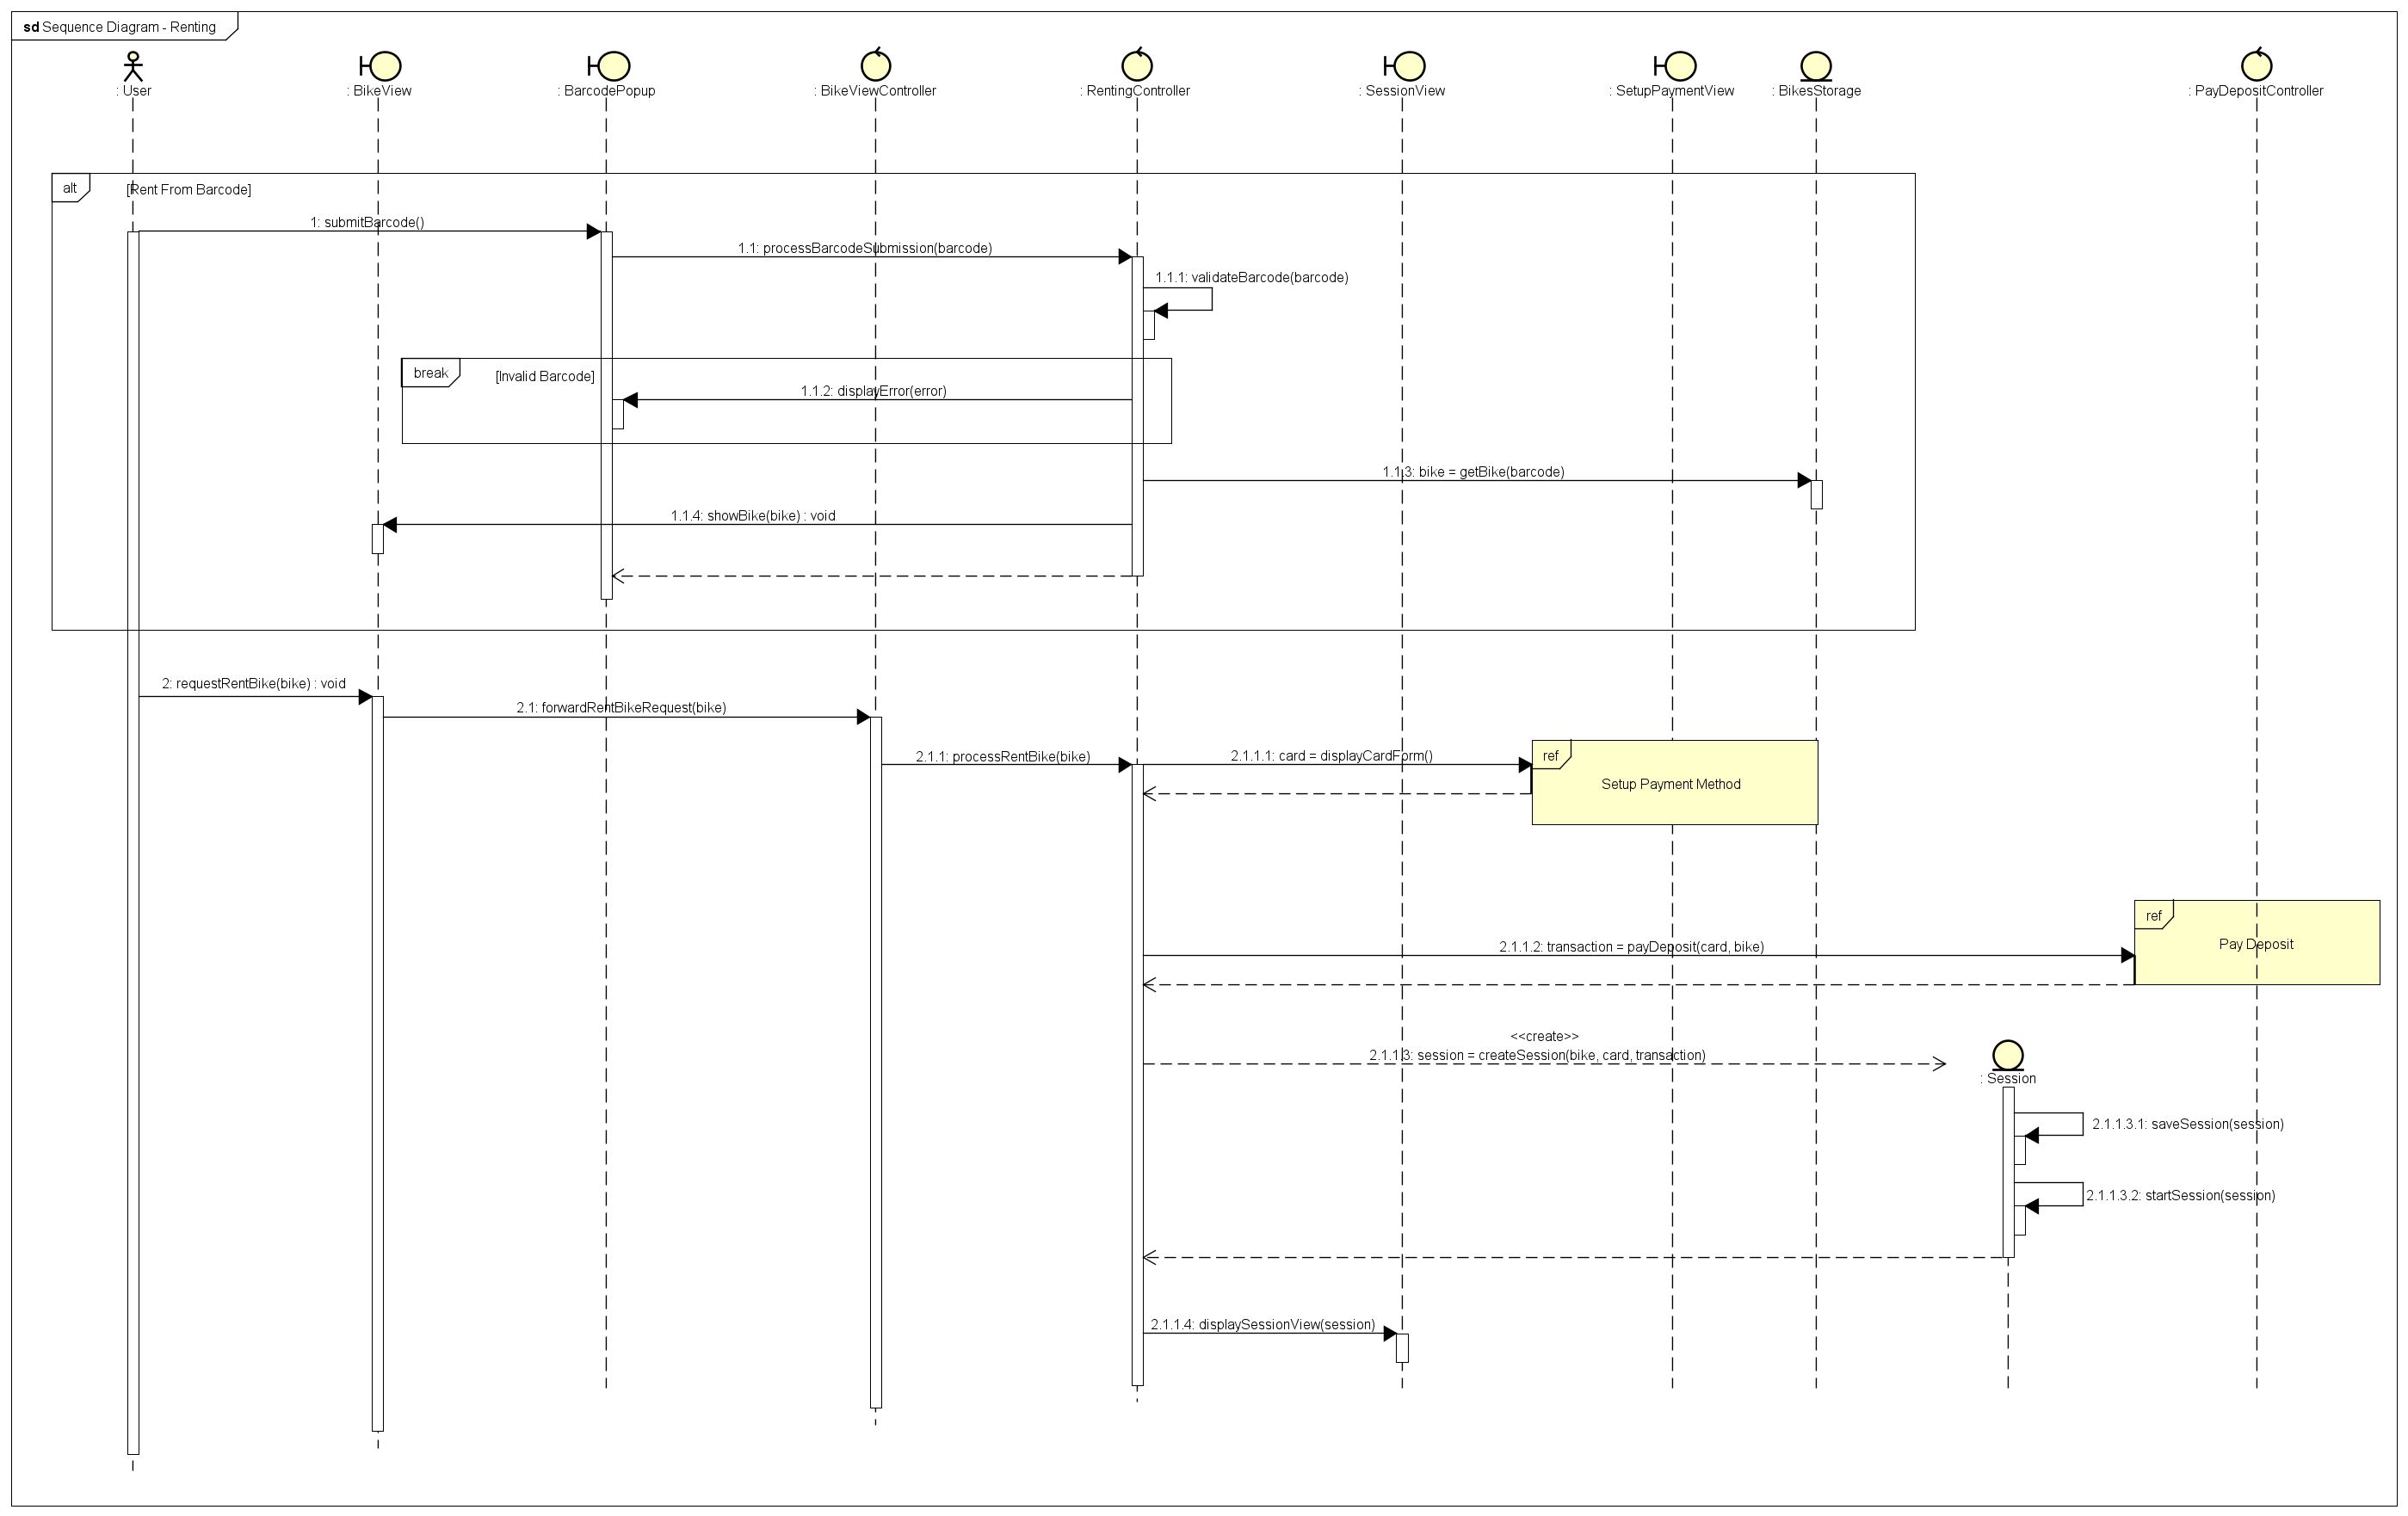 sd Sequence Diagram - Renting
: User
: BikeView
: BarcodePopup
: BikeViewController
: RentingController
: SessionView
: SetupPaymentView
: BikesStorage
: PayDepositController
alt
[Rent From Barcode]
1: submitBarcode()
1.1: processBarcodeSubmission(barcode)
1.1.1: validateBarcode(barcode)
break
[Invalid Barcode]
1.1.2: displayError(error)
1.1.3: bike = getBike(barcode)
1.1.4: showBike(bike) : void
2: requestRentBike(bike) : void
2.1: forwardRentBikeRequest(bike)
2.1.1: processRentBike(bike)
2.1.1.1: card = displayCardForm()
ref
Setup Payment Method
ref
Pay Deposit
2.1.1.2: transaction = payDeposit(card, bike)
<<create>>
2.1.1.3: session = createSession(bike, card, transaction)
: Session
2.1.1.3.1: saveSession(session)
2.1.1.3.2: startSession(session)
2.1.1.4: displaySessionView(session)